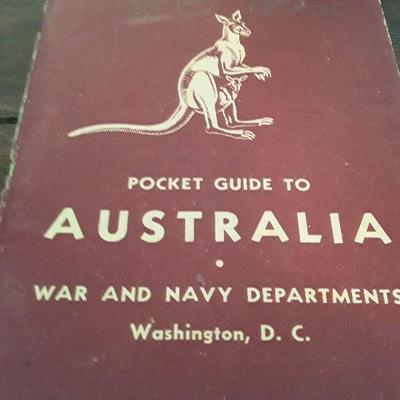 POCKET GUIDE TO
AUSTRALIA
•
WAR AND NAVY DEPARTMENTS
Washington, D. C.